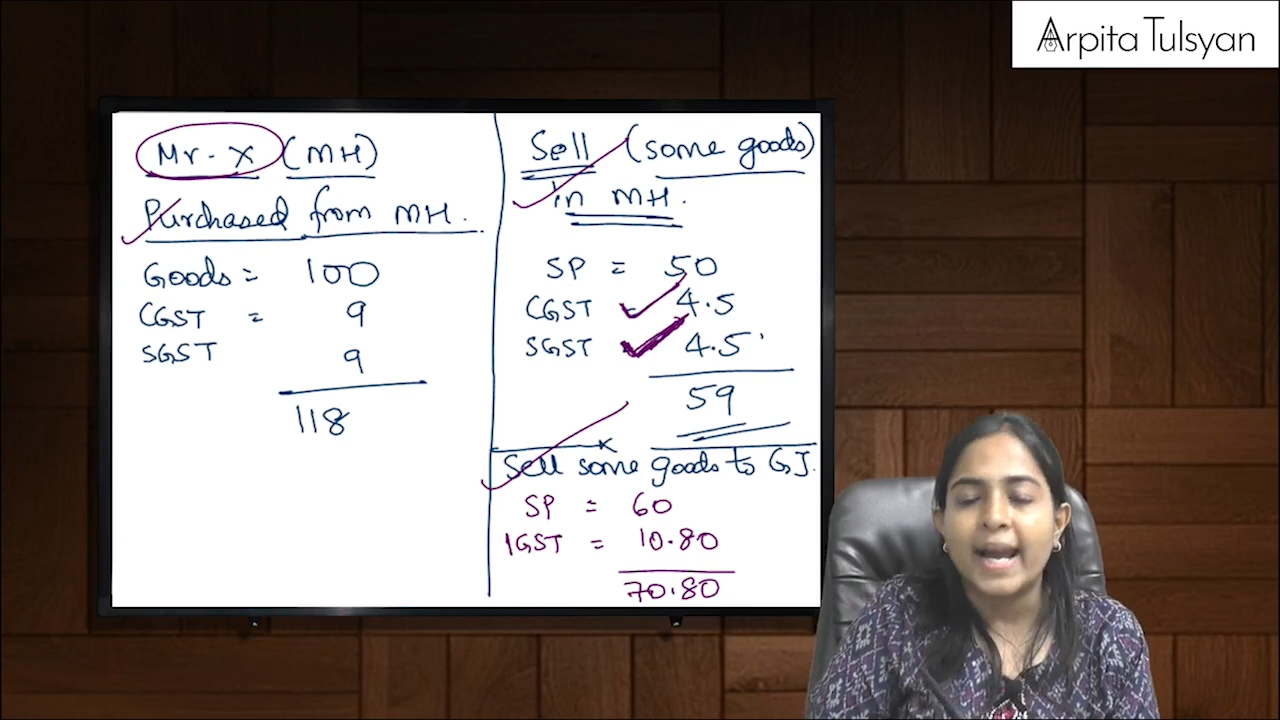 Arpita Tulsyan
Mr. X (MH)
Purchased from MH.
Goods = 100
CGST = 9
SGST 9
118
Sell (some goods)
in MH.
SP = 50
CGST 4.5
SGST 4.5
59
Sell some goods to GJ.
SP = 60
IGST = 10.80
70.80